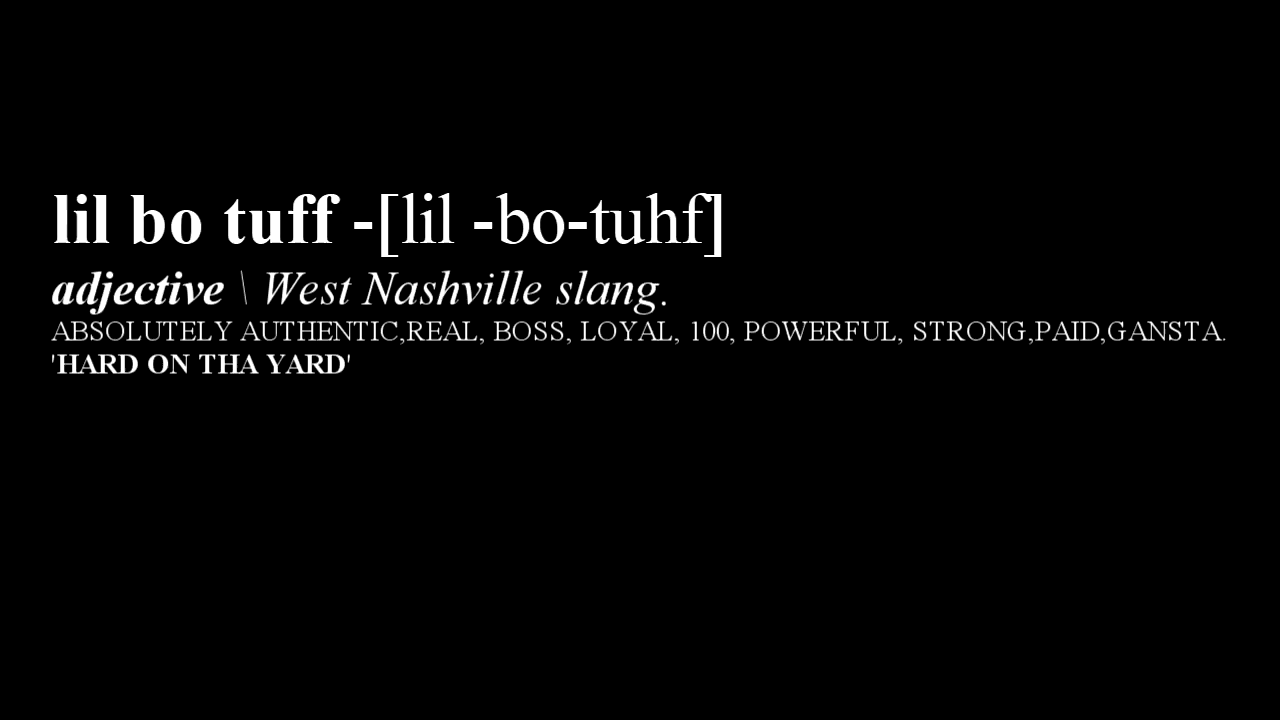 lil bo tuff -[lil -bo-tuhf]
adjective \ West Nashville slang.
ABSOLUTELY AUTHENTIC,REAL, BOSS, LOYAL, 100, POWERFUL, STRONG,PAID,GANSTA.
'HARD ON THA YARD'